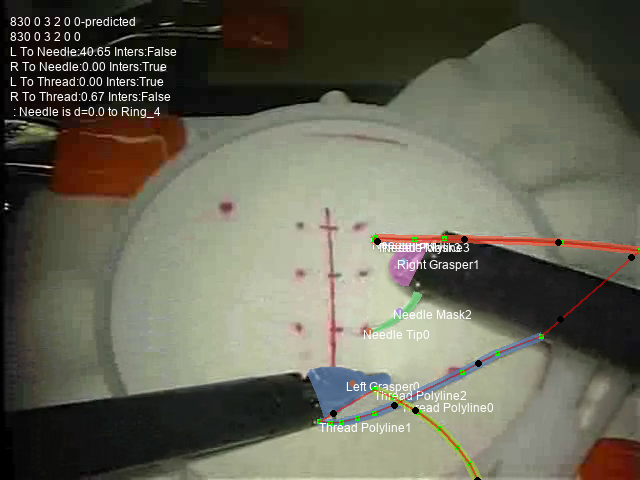 830 0 3 2 0 0-predicted
830 0 3 2 0 0
L To Needle:40.65 Inters:False
R To Needle:0.00 Inters:True
L To Thread:0.00 Inters:True
R To Thread:0.67 Inters:False
: Needle is d=0.0 to Ring_4
Right Grasper1
Needle Mask2
Needle Tip0
Left Grasper0
Thread Polyline2
Thread Polyline0
Thread Polyline1